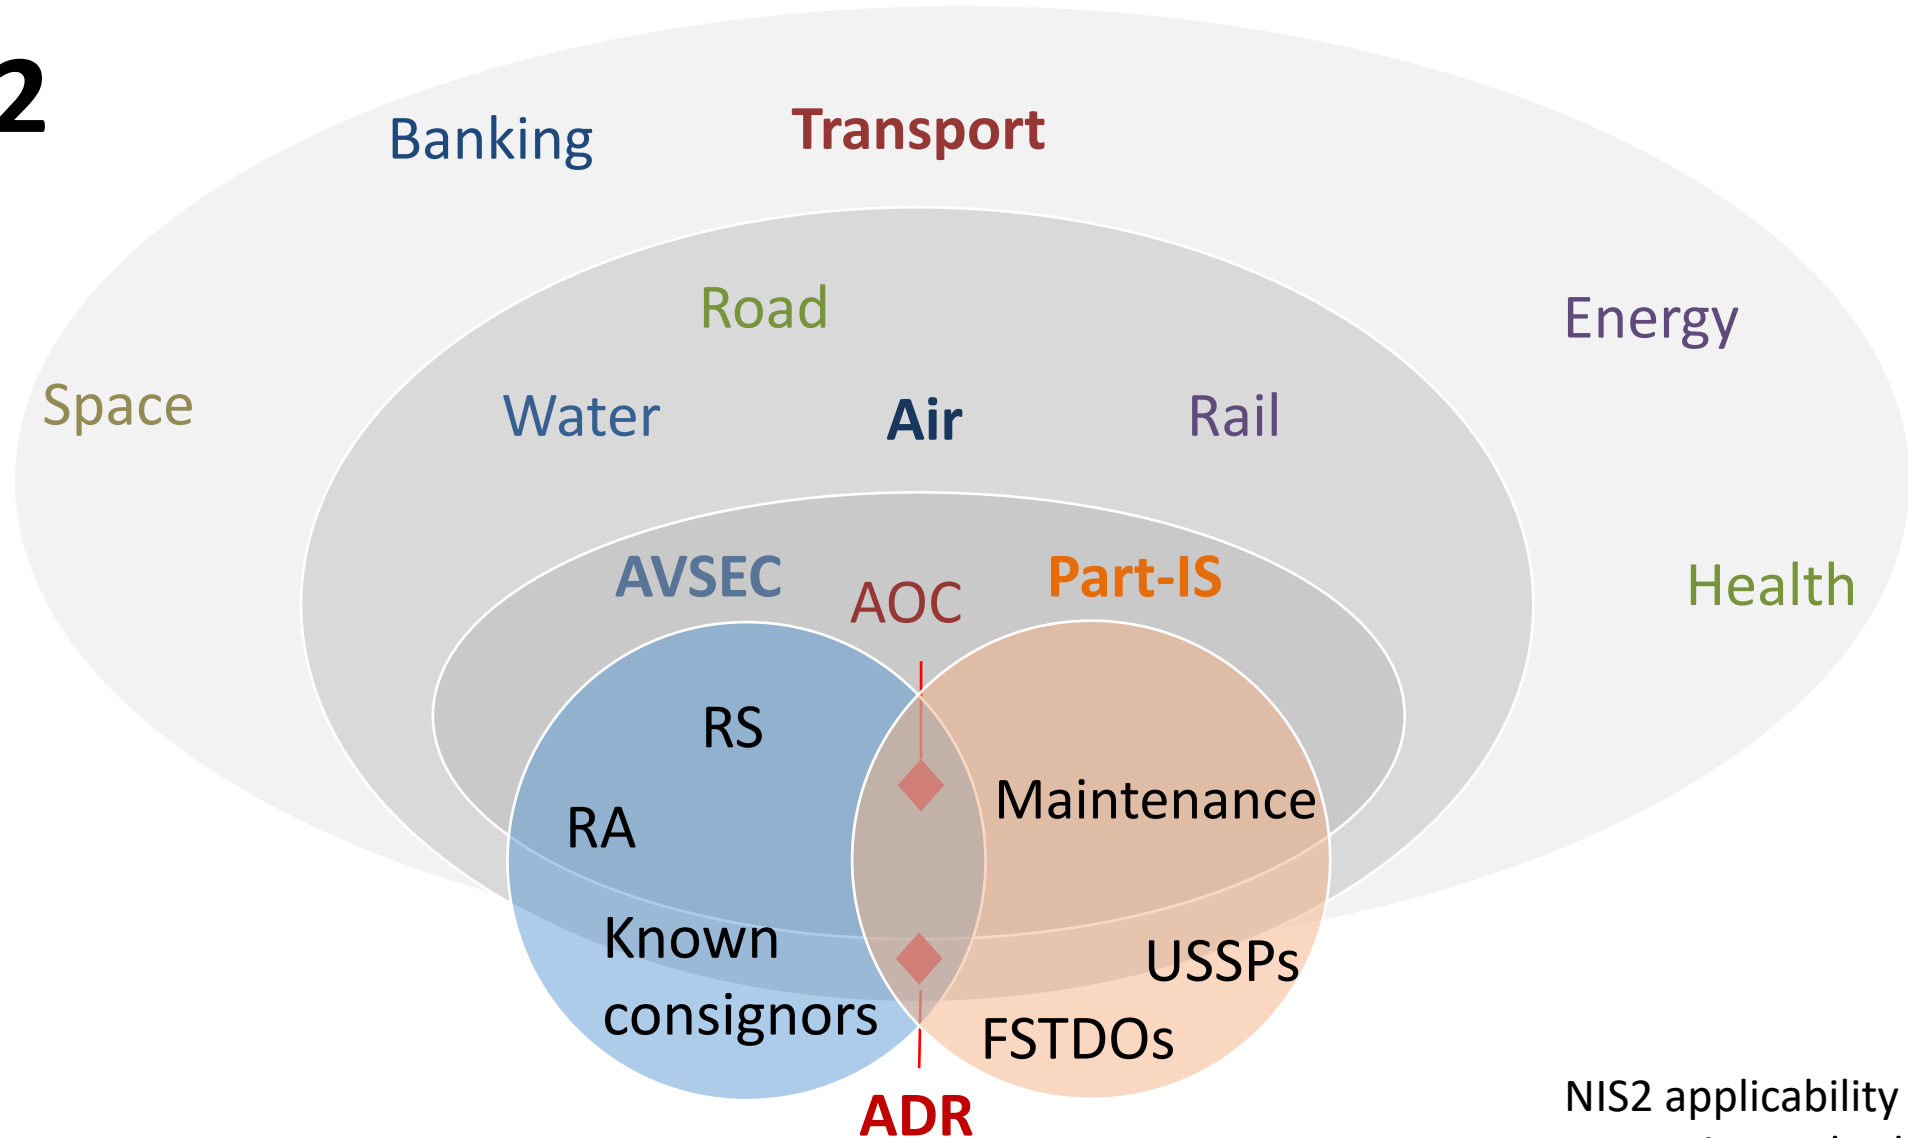 2
Banking
Transport
Road
Energy
Space
Water
Air
Rail
AVSEC
AOC
Part-IS
Health
RS
Maintenance
RA
Known
consignors
USSPs
FSTDOs
ADR
NIS2 applicability